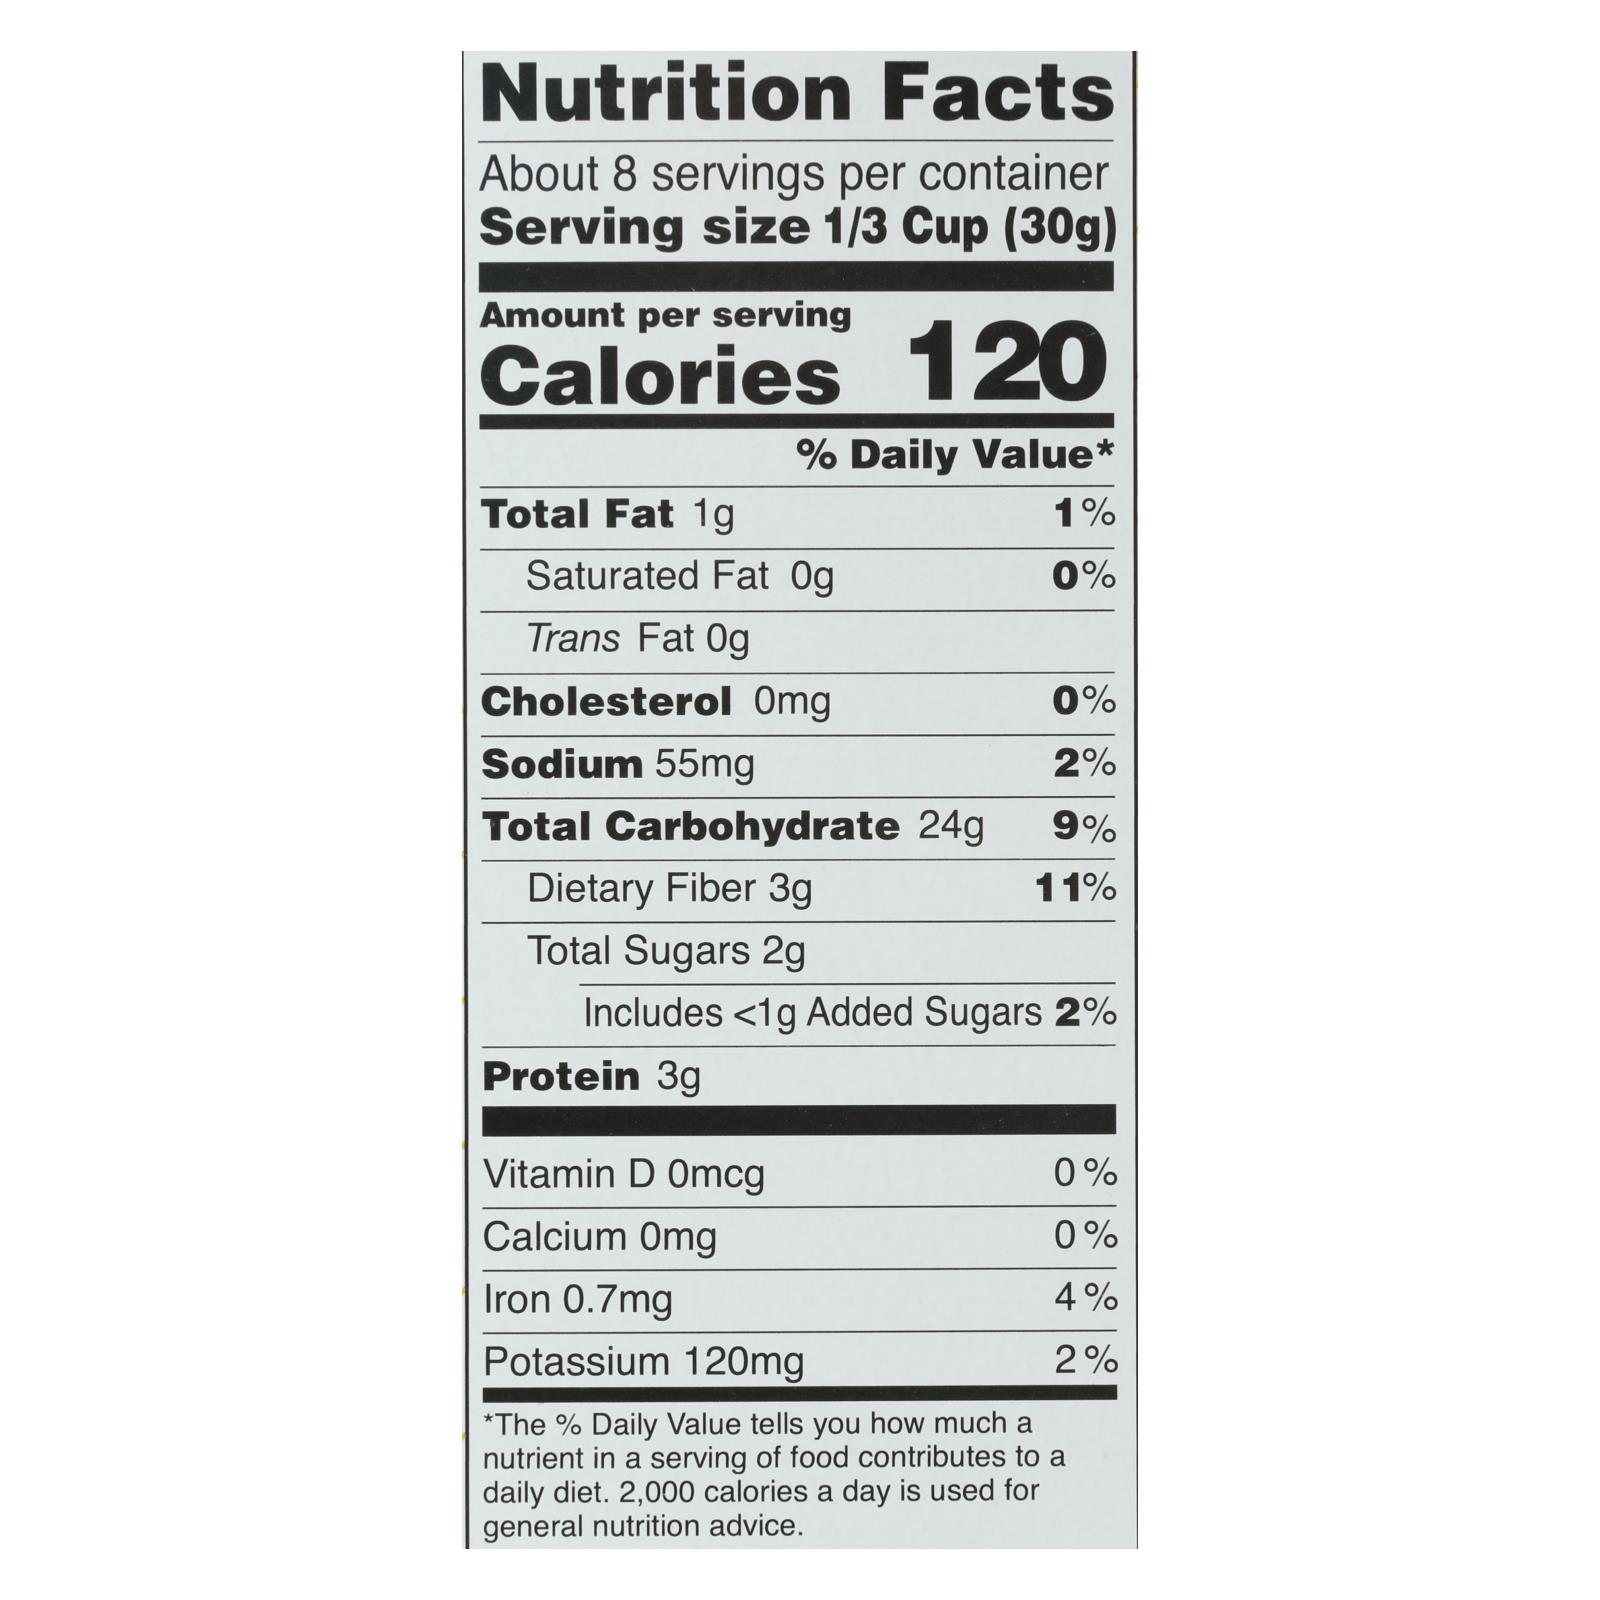 Nutrition Facts
About 8 servings per container
Serving size 1/3 Cup (30g)
Amount per serving
Calories 120
% Daily Value*
Total Fat 1g 1%
Saturated Fat 0g 0%
Trans Fat 0g
Cholesterol 0mg 0%
Sodium 55mg 2%
Total Carbohydrate 24g 9%
Dietary Fiber 3g 11%
Total Sugars 2g
Includes <1g Added Sugars 2%
Protein 3g
Vitamin D 0mcg 0%
Calcium 0mg 0%
Iron 0.7mg 4%
Potassium 120mg 2%
*The % Daily Value tells you how much a
nutrient in a serving of food contributes to a
daily diet. 2,000 calories a day is used for
general nutrition advice.